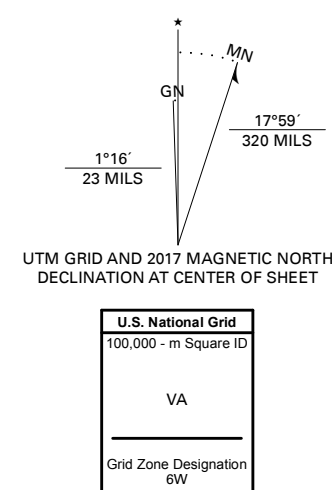 ★
MN
GN
17°59´
320 MILS
1°16´
23 MILS
UTM GRID AND 2017 MAGNETIC NORTH
DECLINATION AT CENTER OF SHEET
U.S. National Grid
100,000 - m Square ID
VA
Grid Zone Designation
6W